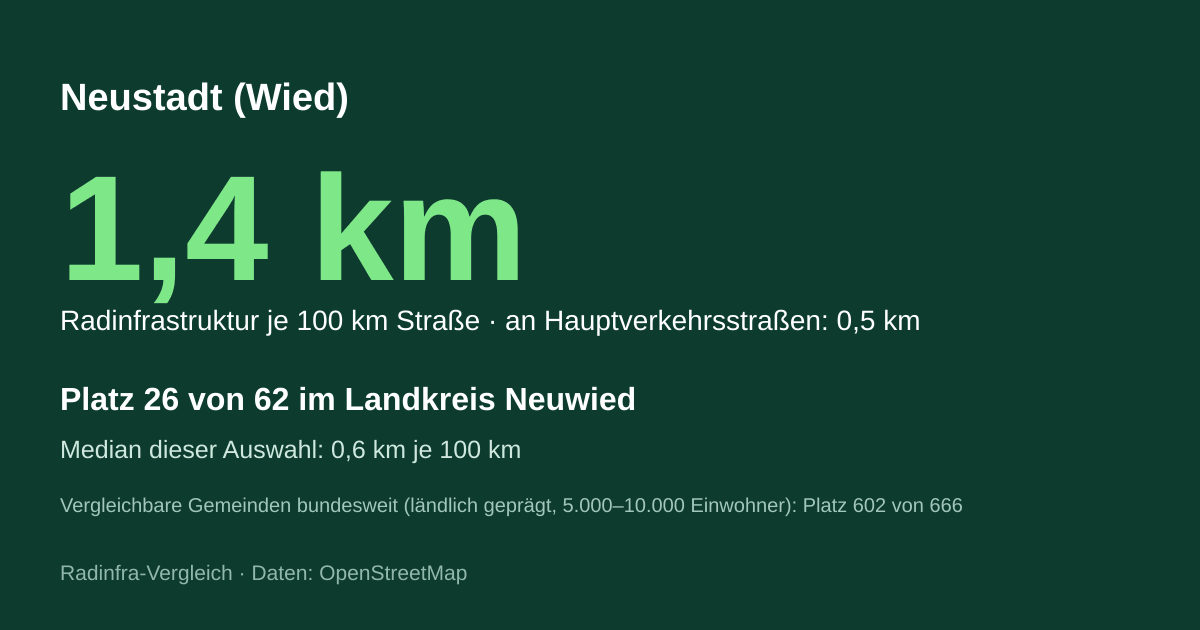 Neustadt (Wied)
1,4 km
Radinfrastruktur je 100 km Straße · an Hauptverkehrsstraßen: 0,5 km
Platz 26 von 62 im Landkreis Neuwied
Median dieser Auswahl: 0,6 km je 100 km
Vergleichbare Gemeinden bundesweit (ländlich geprägt, 5.000–10.000 Einwohner): Platz 602 von 666
Radinfra-Vergleich · Daten: OpenStreetMap